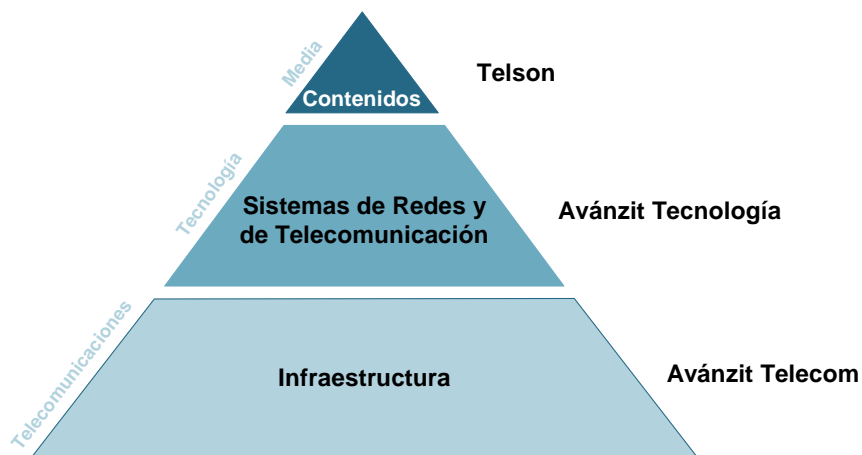 Media
Contenidos
Telson
Tecnología
Sistemas de Redes y
de Telecomunicación
Avánzit Tecnología
Telecomunicaciones
Infraestructura
Avánzit Telecom